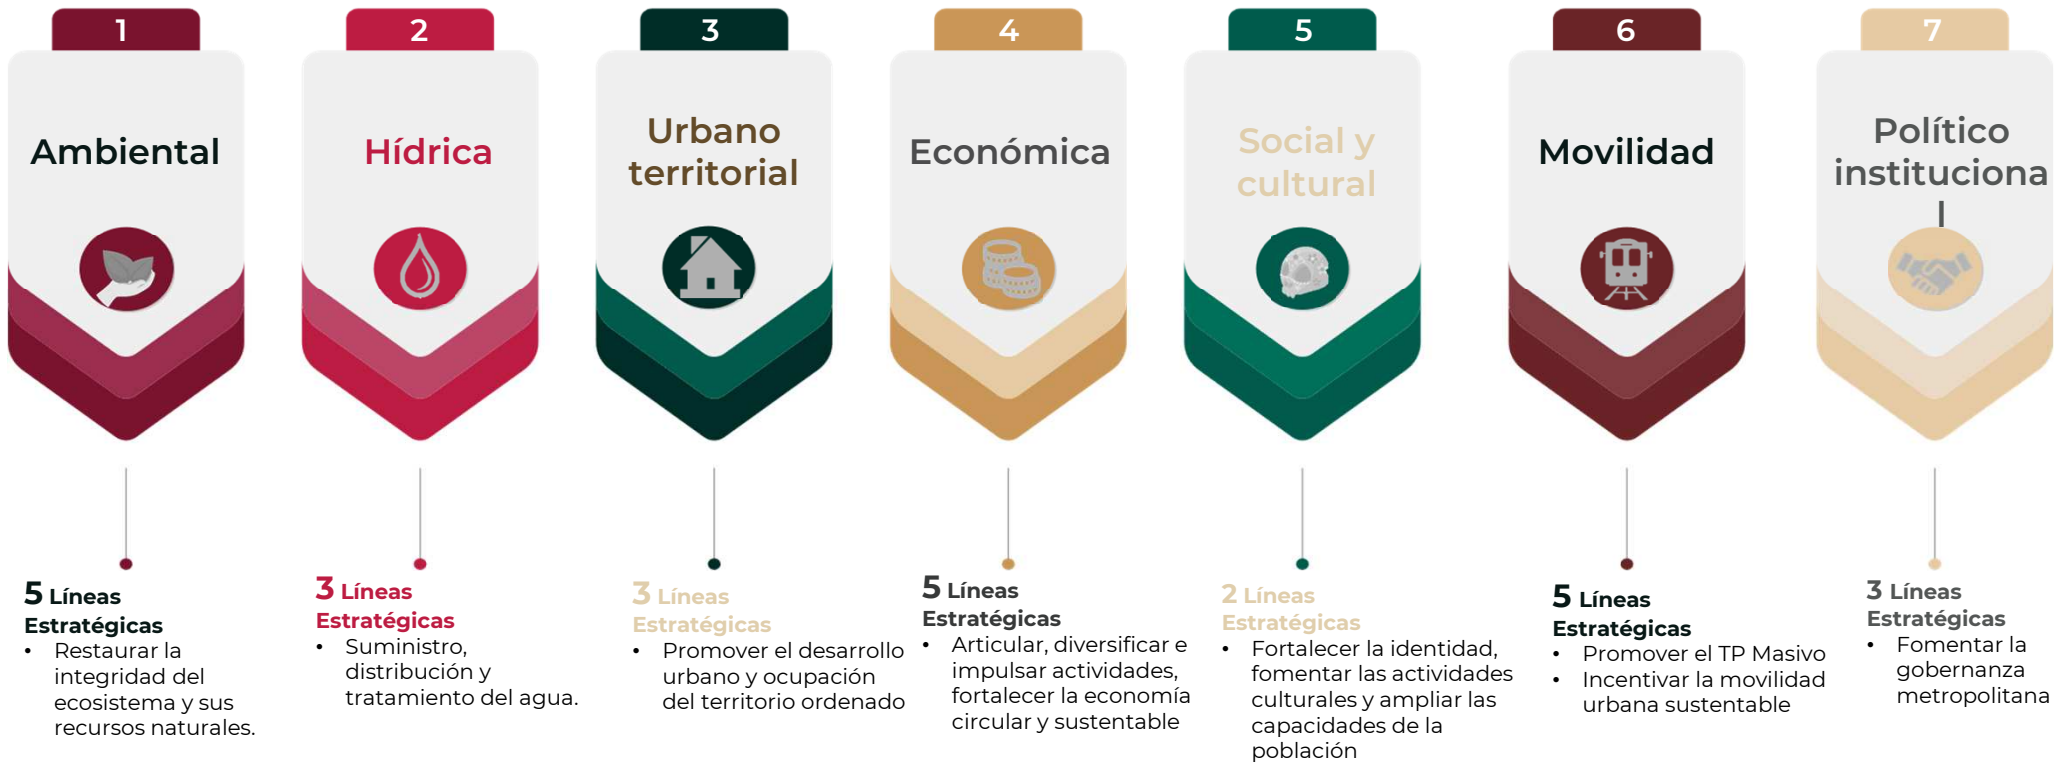 1
Ambiental
5 Líneas
Estratégicas
• Restaurar la
integridad del
ecosistema y sus
recursos naturales.
2
Hídrica
3 Líneas
Estratégicas
• Suministro,
distribución y
tratamiento del agua.
3
Urbano
territorial
3 Líneas
Estratégicas
• Promover el desarrollo
urbano y ocupación
del territorio ordenado
4
Económica
5 Líneas
Estratégicas
• Articular, diversificar e
impulsar actividades,
fortalecer la economía
circular y sustentable
5
Social y
cultural
2 Líneas
Estratégicas
• Fortalecer la identidad,
fomentar las actividades
culturales y ampliar las
capacidades de la
población
6
Movilidad
5 Líneas
Estratégicas
• Promover el TP Masivo
• Incentivar la movilidad
urbana sustentable
7
Político
instituciona
l
3 Líneas
Estratégicas
• Fomentar la
gobernanza
metropolitana